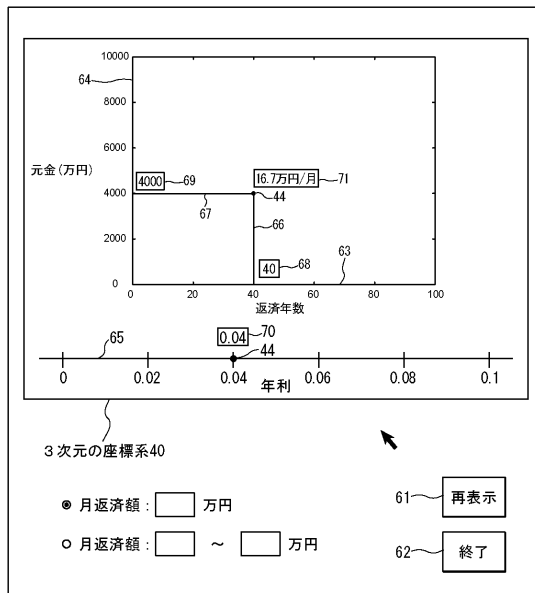 10000
64
8000
6000
元金(万円)
4000 69
16.7万円/月 71
4000
44
67
66
2000
40 68
63
0
0 20 40 60 80 100
返済年数
65
0.04 70
44
0 0.02 0.04 0.06 0.08 0.1
年利
3次元の座標系40
月返済額: 万円
61 再表示
月返済額: ～ 万円
62 終了